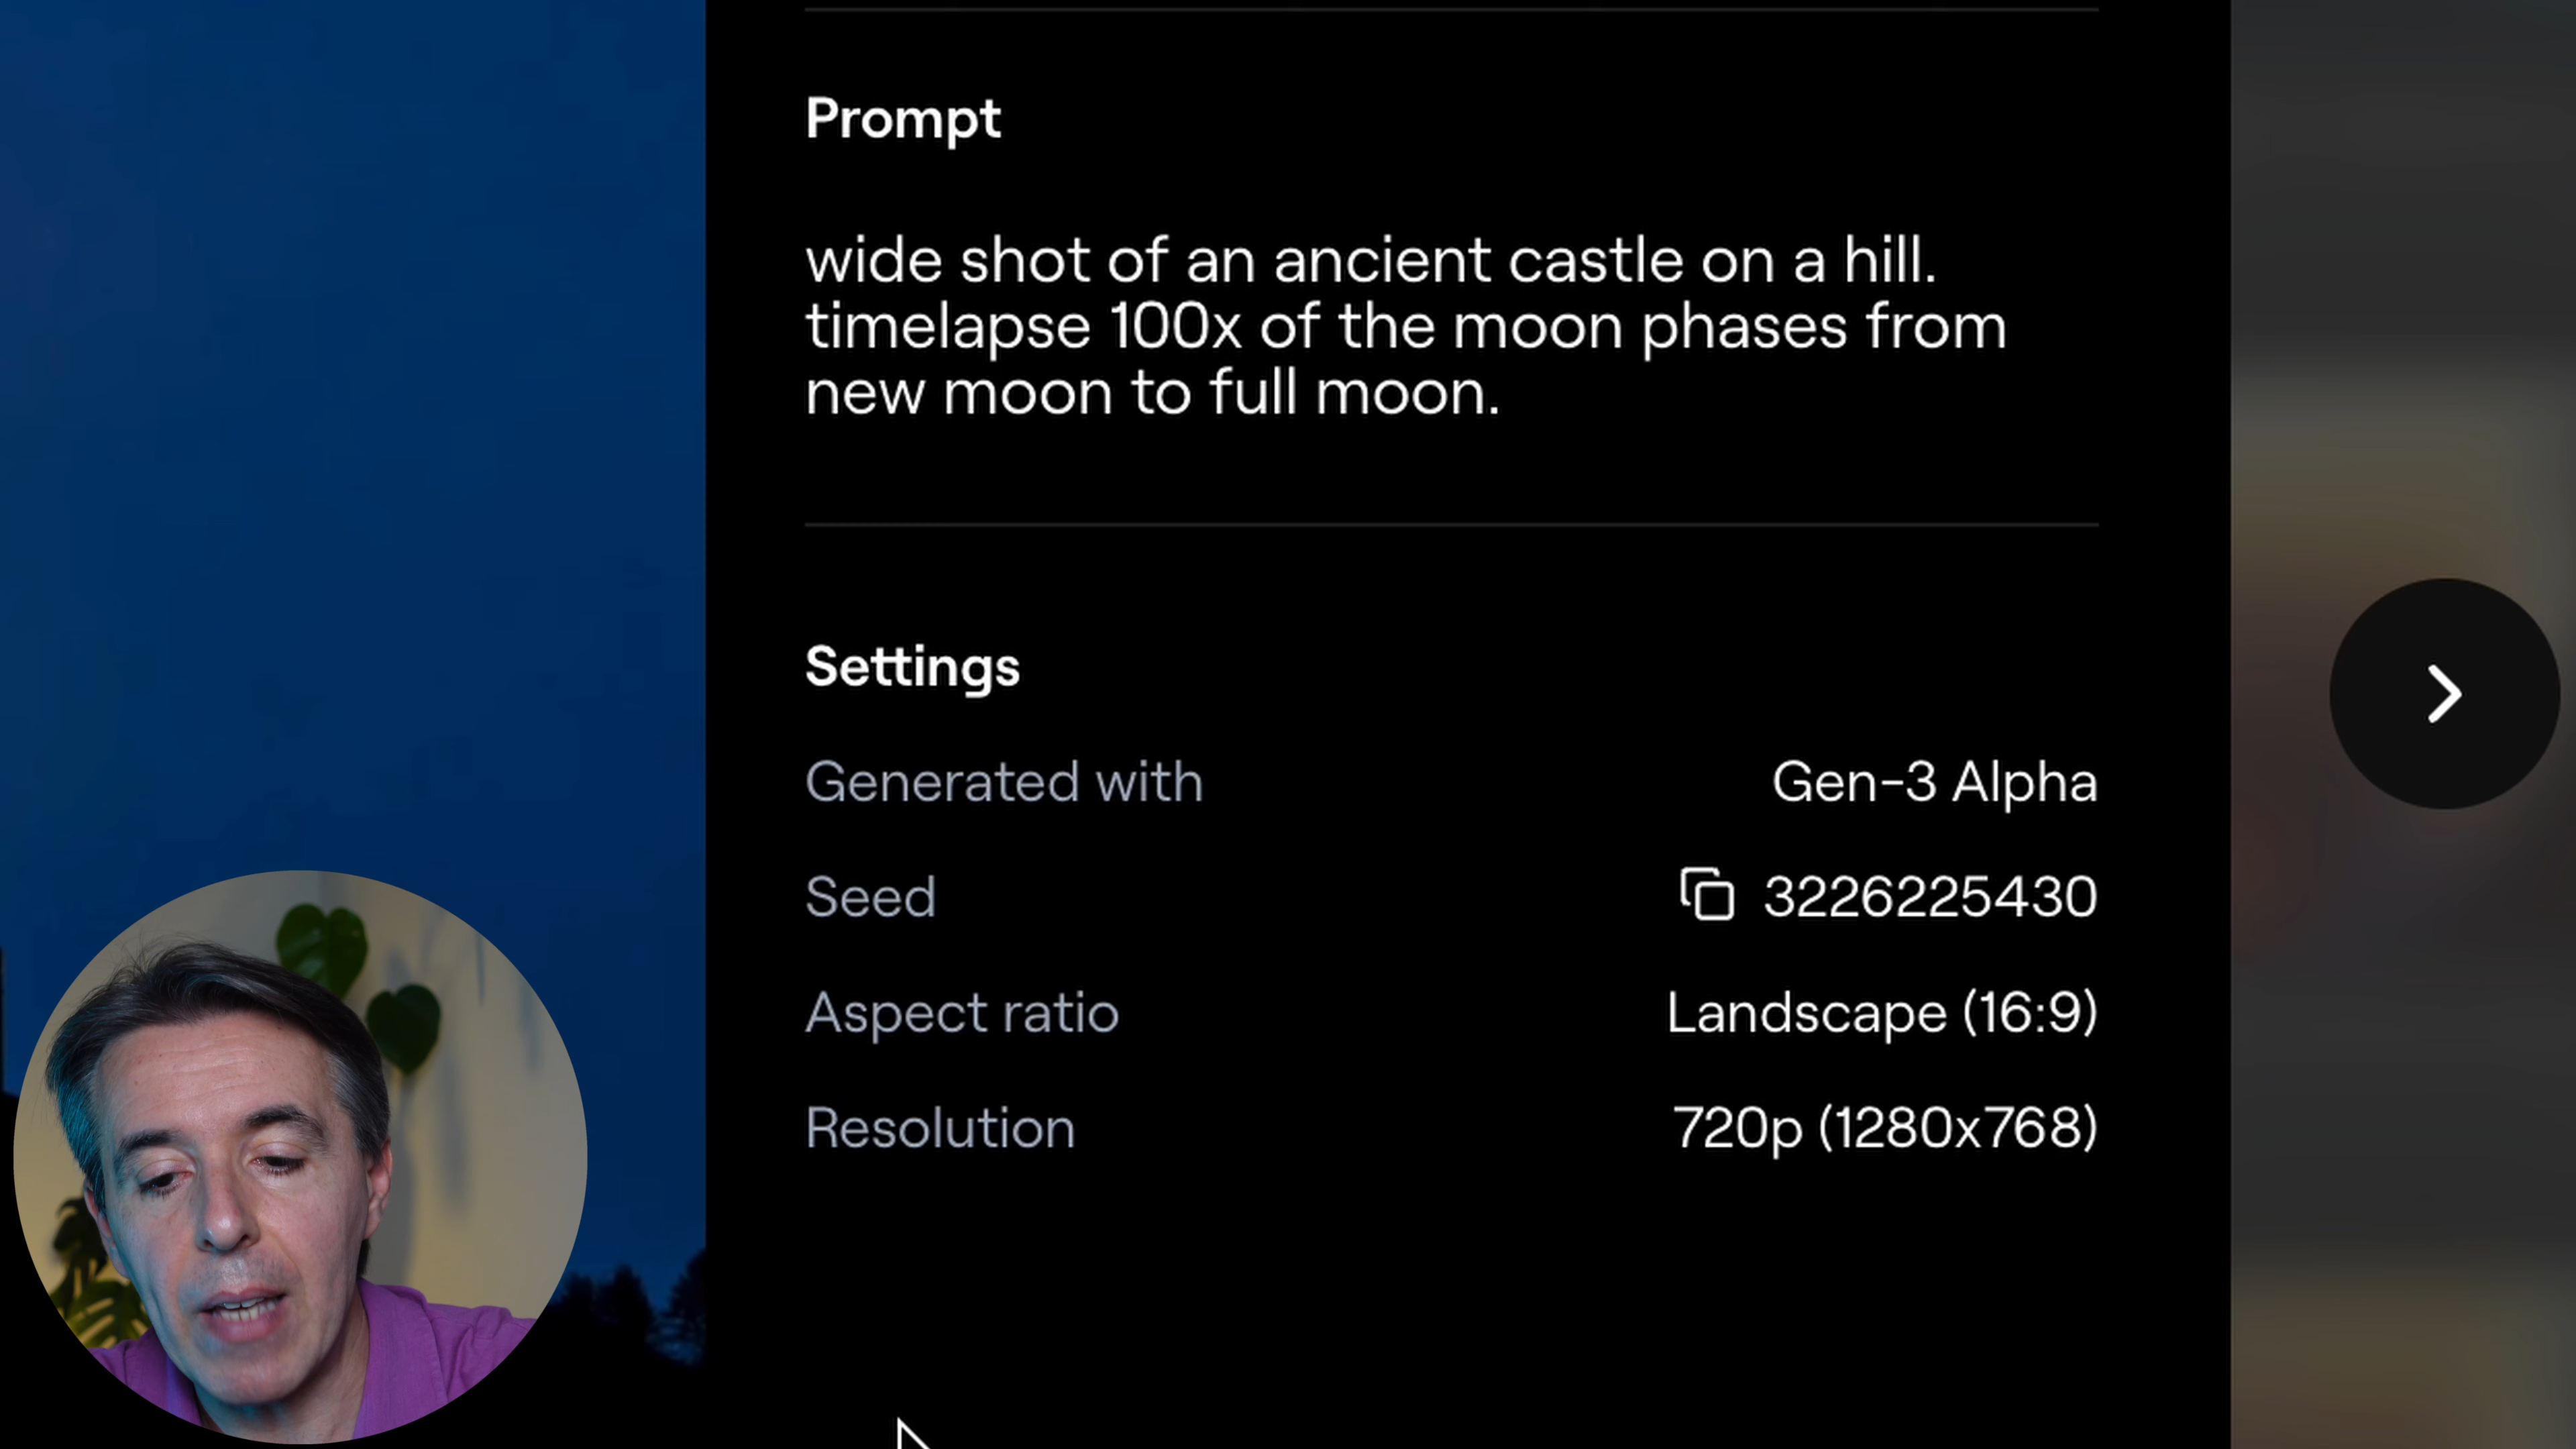 Prompt
wide shot of an ancient castle on a hill.
timelapse 100x of the moon phases from
new moon to full moon.
Settings
Generated with Gen-3 Alpha
Seed 3226225430
Aspect ratio Landscape (16:9)
Resolution 720p (1280x768)